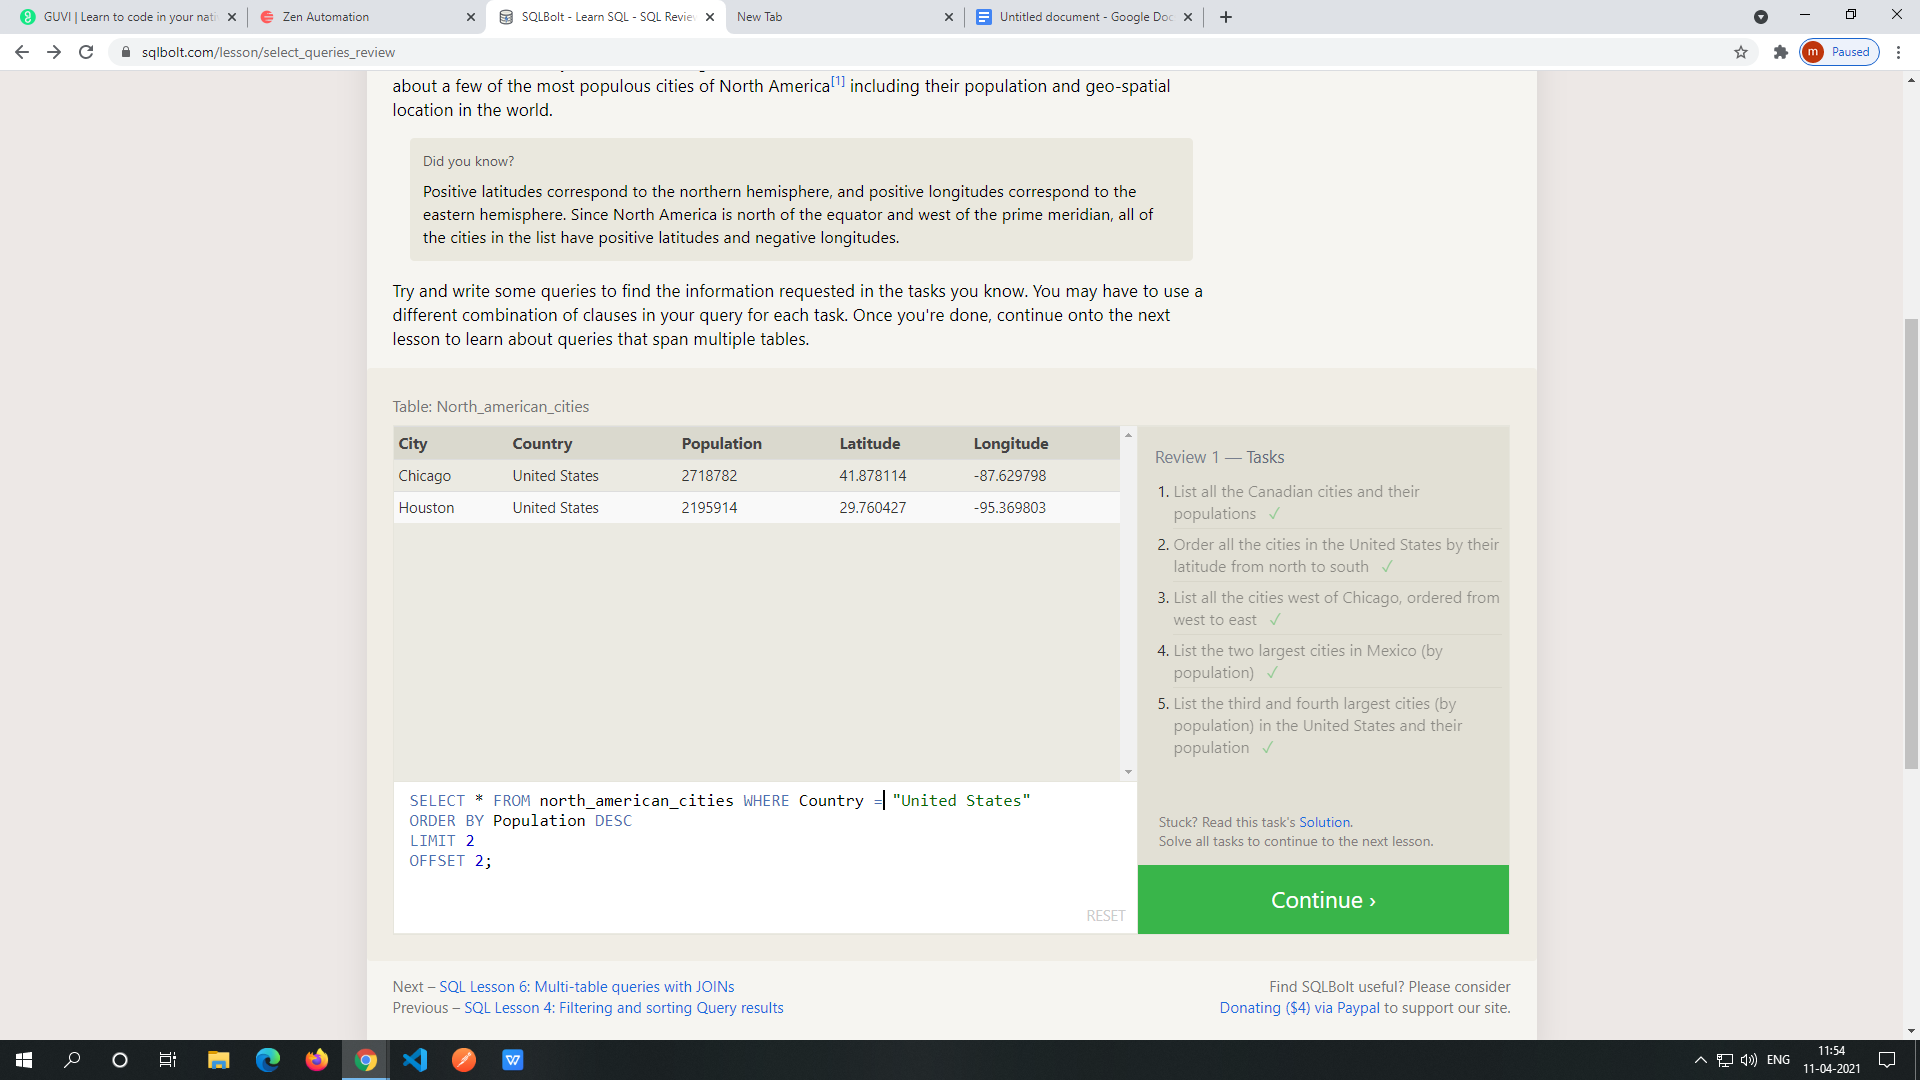 GUVI | Learn to code in your nati
Zen Automation
SQLBolt - Learn SQL - SQL Revie
New Tab
Untitled document - Google Doc
sqlbolt.com/lesson/select_queries_review
m Paused
about a few of the most populous cities of North America[1] including their population and geo-spatial
location in the world.
Did you know?
Positive latitudes correspond to the northern hemisphere, and positive longitudes correspond to the
eastern hemisphere. Since North America is north of the equator and west of the prime meridian, all of
the cities in the list have positive latitudes and negative longitudes.
Try and write some queries to find the information requested in the tasks you know. You may have to use a
different combination of clauses in your query for each task. Once you're done, continue onto the next
lesson to learn about queries that span multiple tables.
Table: North_american_cities
City Country Population Latitude Longitude
Chicago United States 2718782 41.878114 -87.629798
Houston United States 2195914 29.760427 -95.369803
SELECT * FROM north_american_cities WHERE Country = "United States"
ORDER BY Population DESC
LIMIT 2
OFFSET 2;
RESET
Review 1 — Tasks
1. List all the Canadian cities and their
populations ✓
2. Order all the cities in the United States by their
latitude from north to south ✓
3. List all the cities west of Chicago, ordered from
west to east ✓
4. List the two largest cities in Mexico (by
population) ✓
5. List the third and fourth largest cities (by
population) in the United States and their
population ✓
Stuck? Read this task's Solution.
Solve all tasks to continue to the next lesson.
Continue ›
Next – SQL Lesson 6: Multi-table queries with JOINs
Previous – SQL Lesson 4: Filtering and sorting Query results
Find SQLBolt useful? Please consider
Donating ($4) via Paypal to support our site.
ENG
11:54
11-04-2021